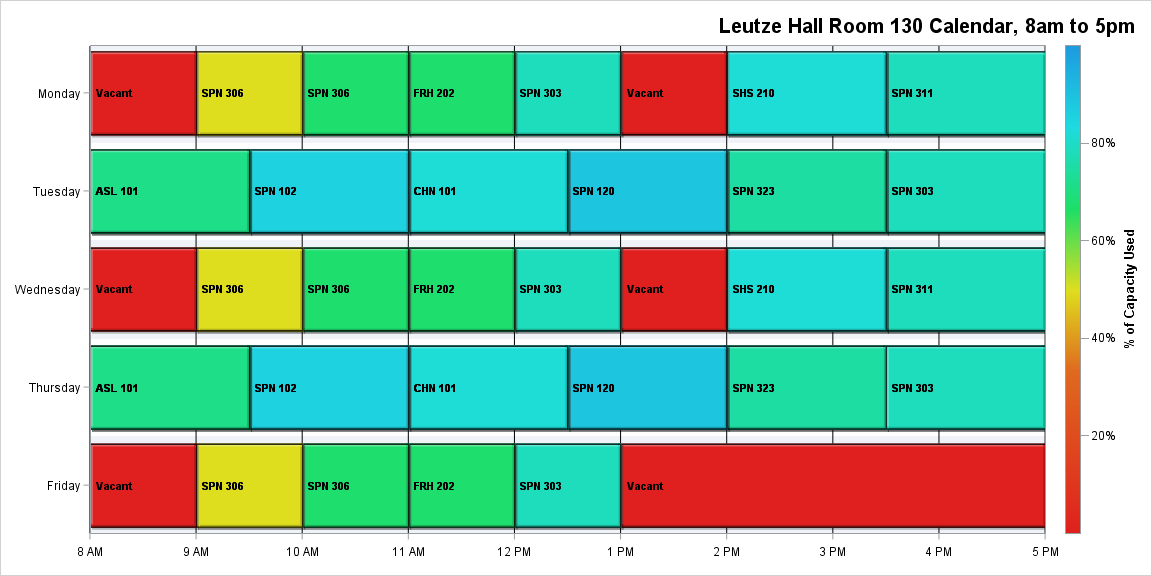 Leutze Hall Room 130 Calendar, 8am to 5pm
Monday
Vacant
SPN 306
SPN 306
FRH 202
SPN 303
Vacant
SHS 210
SPN 311
Tuesday
ASL 101
SPN 102
CHN 101
SPN 120
SPN 323
SPN 303
Wednesday
Vacant
SPN 306
SPN 306
FRH 202
SPN 303
Vacant
SHS 210
SPN 311
Thursday
ASL 101
SPN 102
CHN 101
SPN 120
SPN 323
SPN 303
Friday
Vacant
SPN 306
SPN 306
FRH 202
SPN 303
Vacant
8 AM
9 AM
10 AM
11 AM
12 PM
1 PM
2 PM
3 PM
4 PM
5 PM
80%
60%
40%
20%
% of Capacity Used